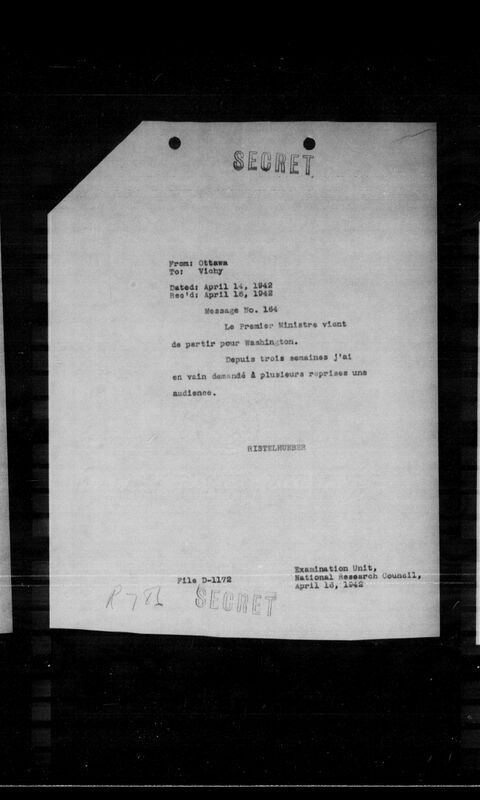 SECRET
From: Ottawa
To: Vichy
Dated: April 14, 1942
Rec'd: April 16, 1942
Message No. 164
Le Premier Ministre vient
de partir pour Washington.
Depuis trois semaines j'ai
en vain demandé à plusieurs reprises une
audience.
RISTELHUEBER
Examination Unit,
File D-1172
National Research Council,
April 18, 1942
R 786
SECRET